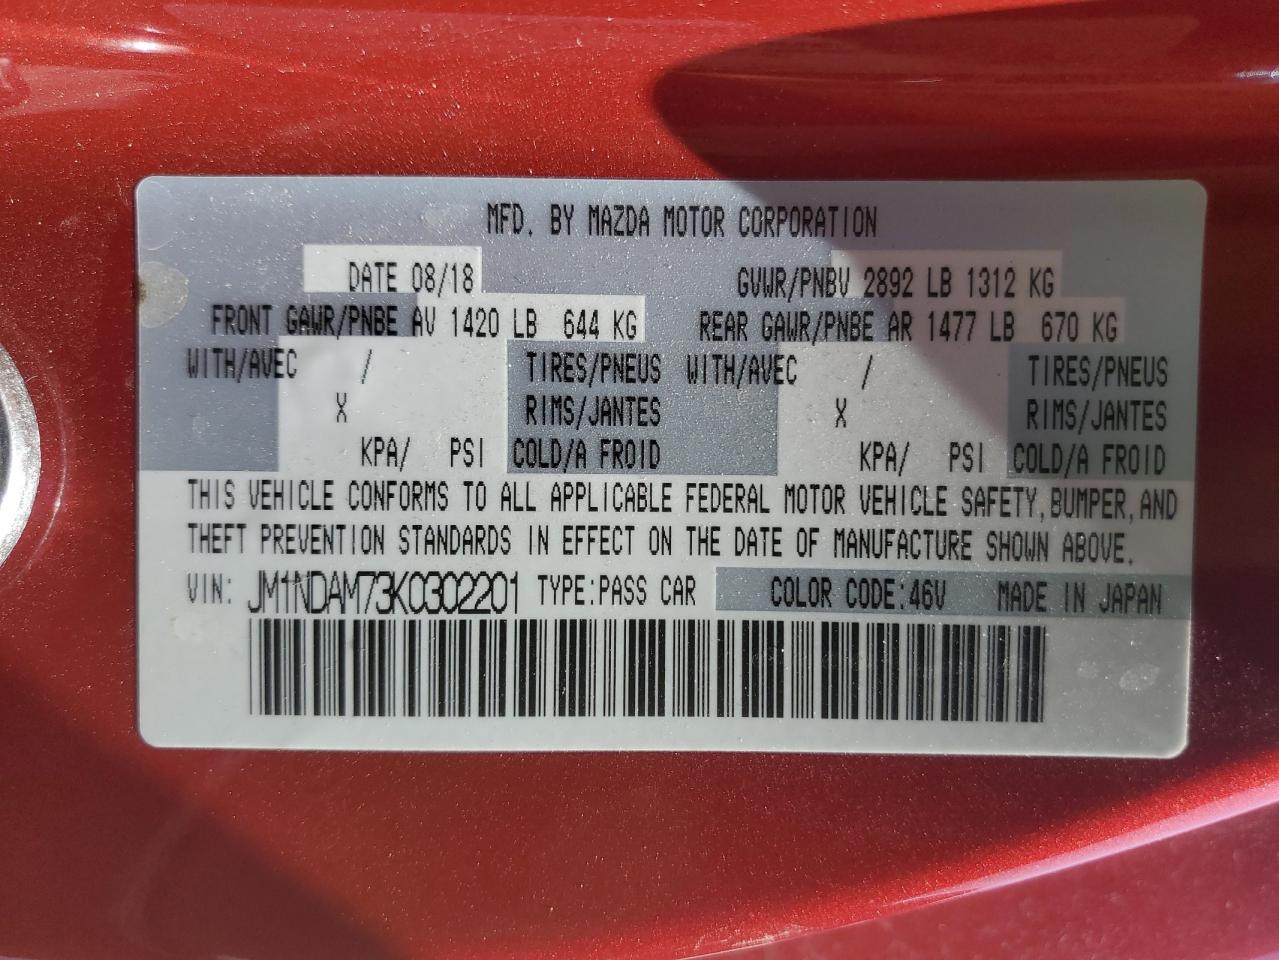 MFD. BY MAZDA MOTOR CORPORATION
DATE 08/18 GVWR/PNBV 2892 LB 1312 KG
FRONT GAWR/PNBE AV 1420 LB 644 KG REAR GAWR/PNBE AR 1477 LB 670 KG
WITH/AVEC / TIRES/PNEUS WITH/AVEC / TIRES/PNEUS
X RIMS/JANTES X RIMS/JANTES
KPA/ PSI COLD/A FROID KPA/ PSI COLD/A FROID
THIS VEHICLE CONFORMS TO ALL APPLICABLE FEDERAL MOTOR VEHICLE SAFETY, BUMPER, AND
THEFT PREVENTION STANDARDS IN EFFECT ON THE DATE OF MANUFACTURE SHOWN ABOVE.
VIN: JM1NDAM73K0302201 TYPE:PASS CAR COLOR CODE:46V MADE IN JAPAN